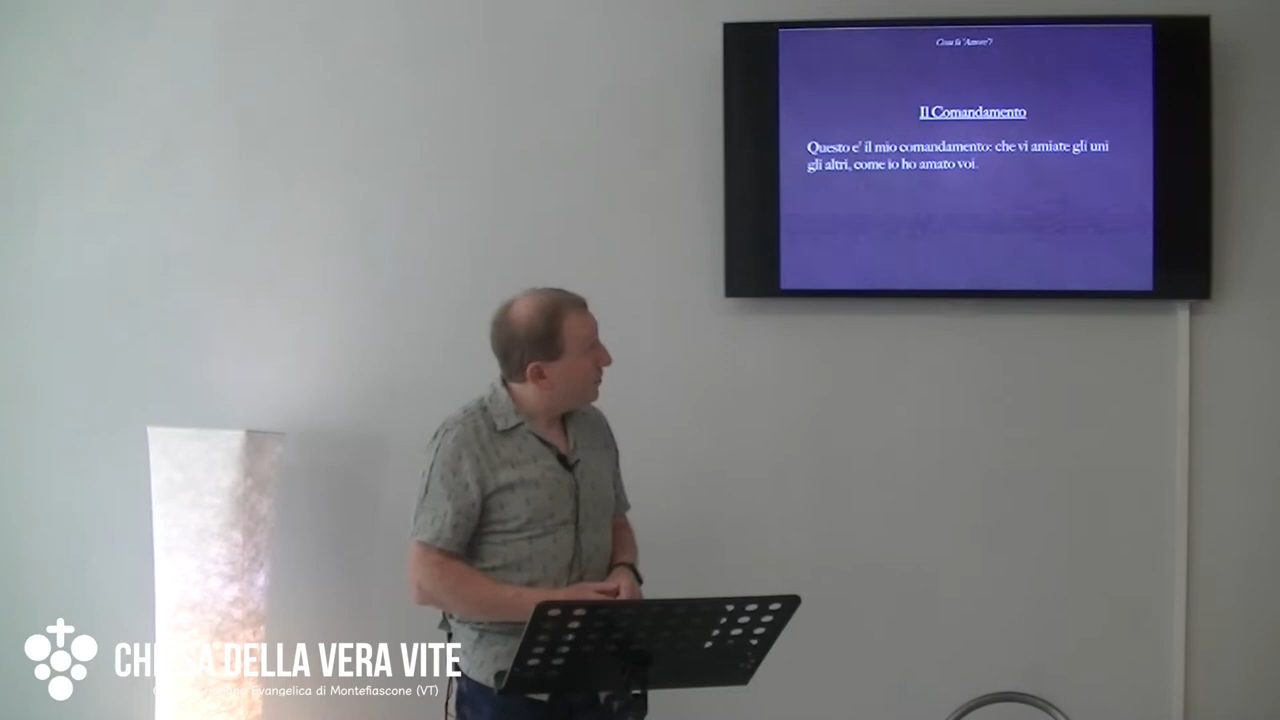 Cosa fa 'Amore'?
Il Comandamento
Questo e' il mio comandamento: che vi amiate gli uni
gli altri, come io ho amato voi.
DELLA VERA VITE
Evangelica di Montefiascone (VT)